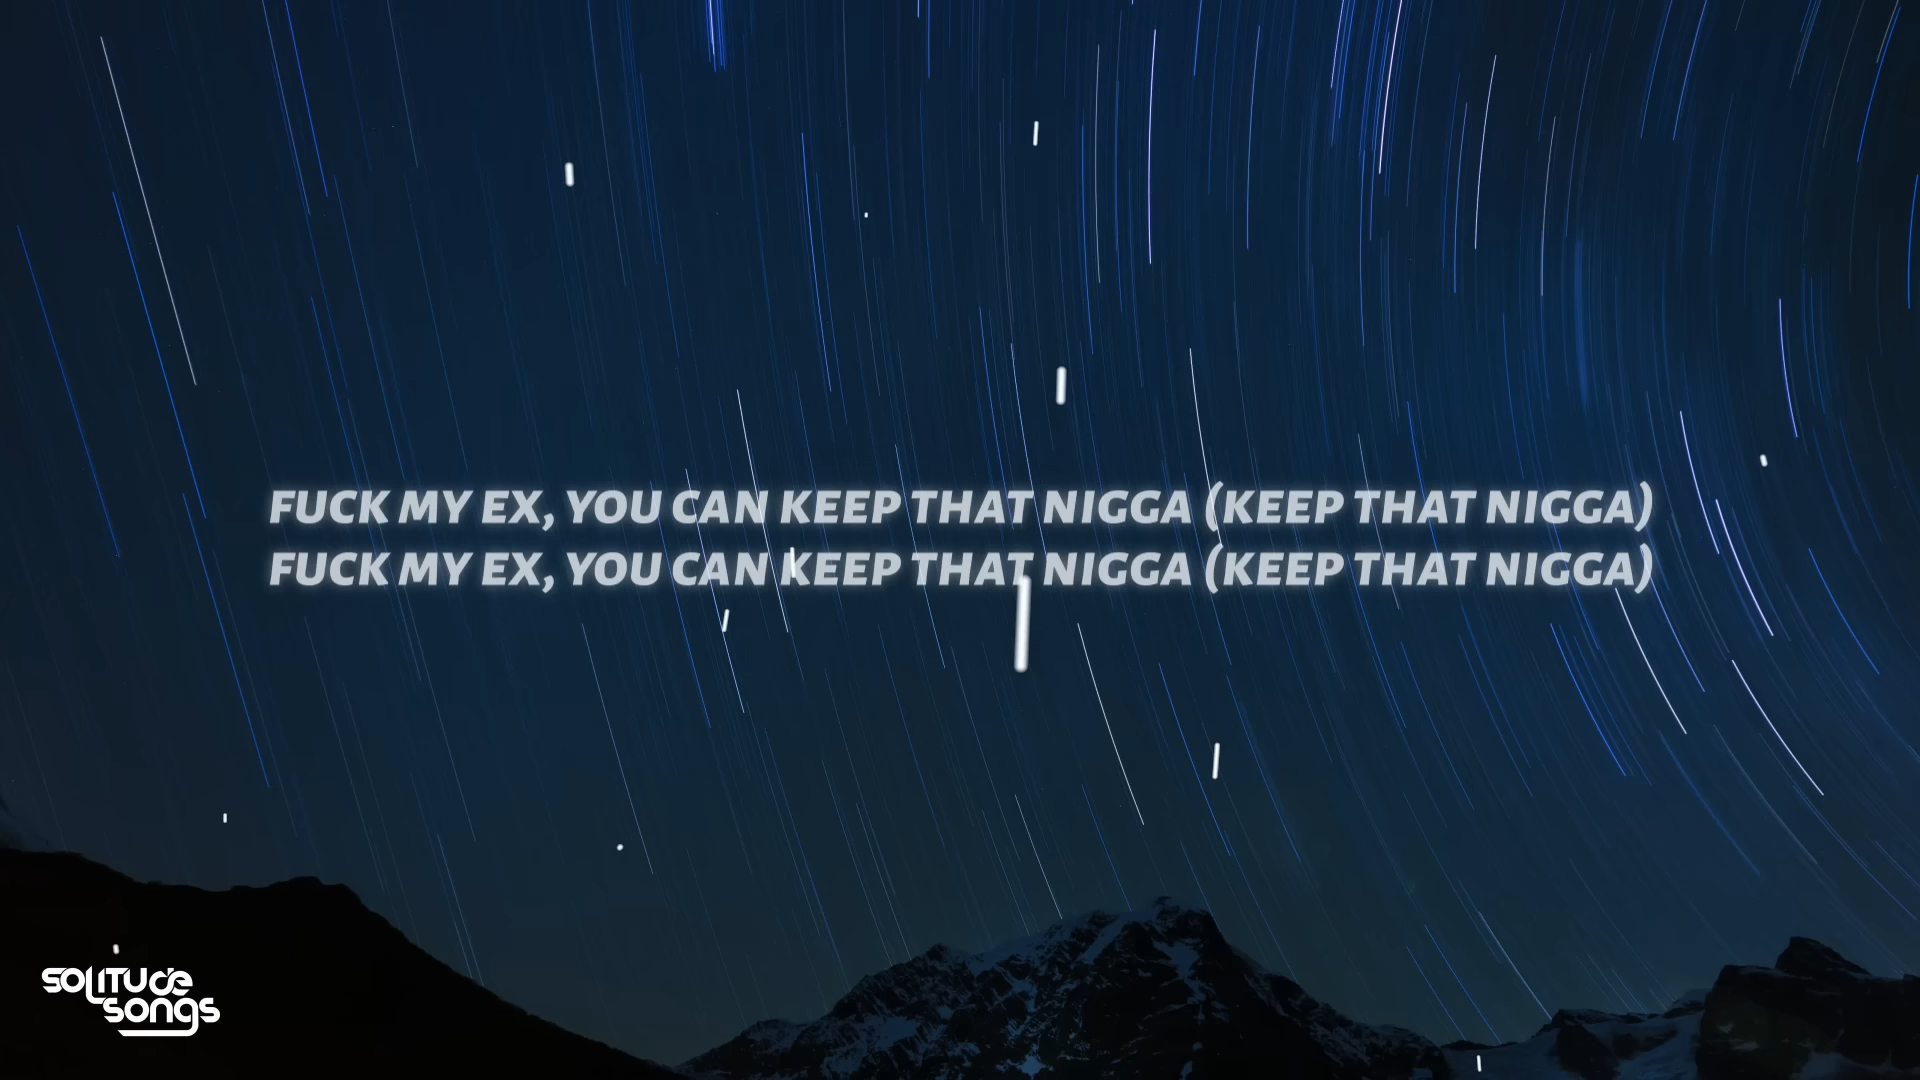 FUCK MY EX, YOU CAN KEEP THAT NIGGA (KEEP THAT NIGGA)
FUCK MY EX, YOU CAN KEEP THAT NIGGA (KEEP THAT NIGGA)
SOLITUDE
SONGS